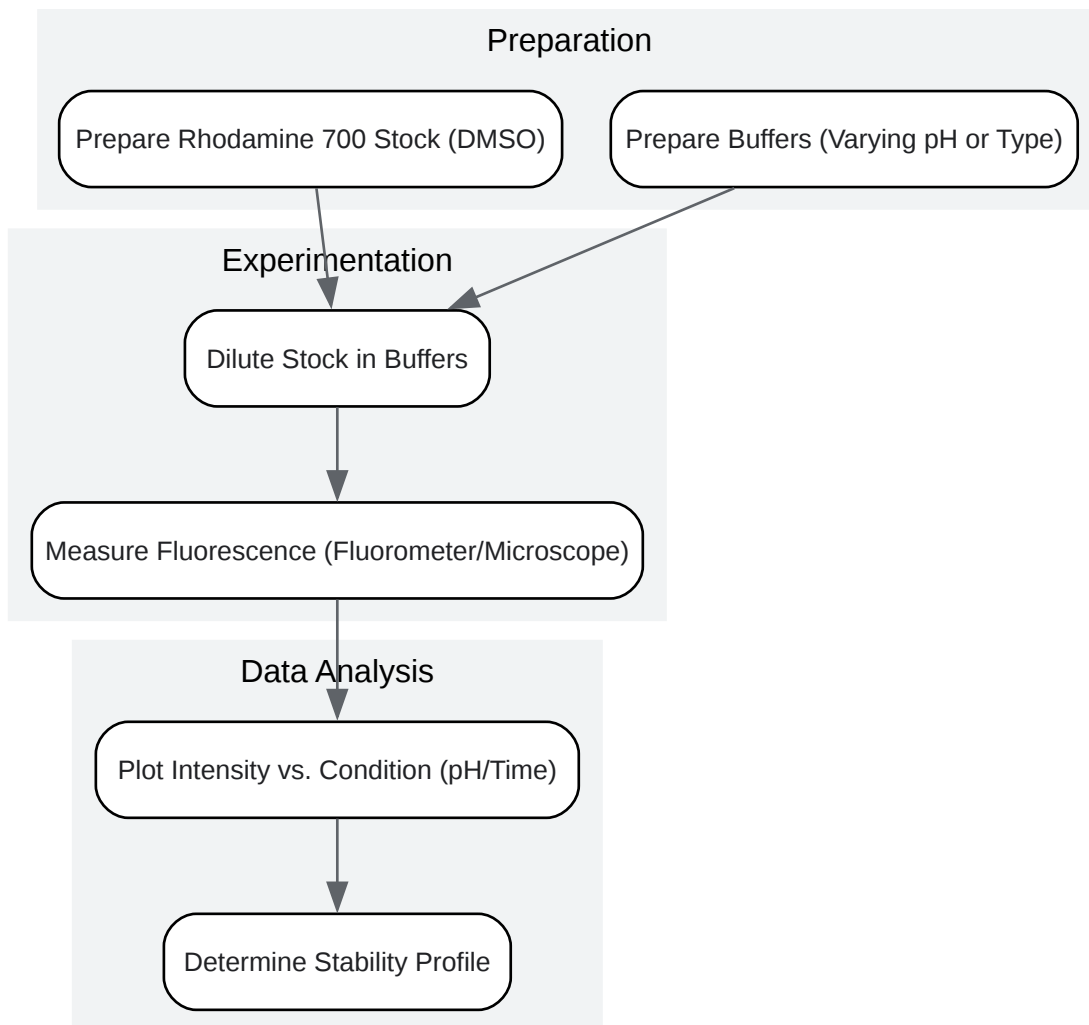 Preparation
Prepare Rhodamine 700 Stock (DMSO)
Prepare Buffers (Varying pH or Type)
Experimentation
Dilute Stock in Buffers
Measure Fluorescence (Fluorometer/Microscope)
Data Analysis
Plot Intensity vs. Condition (pH/Time)
Determine Stability Profile